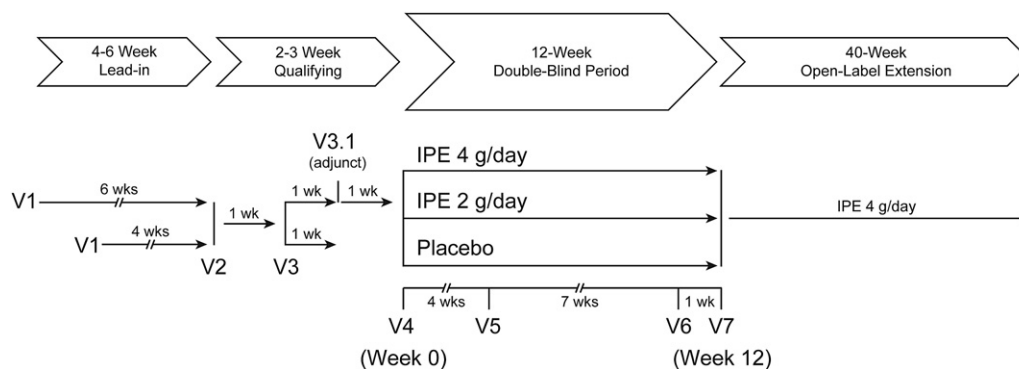 4-6 Week
Lead-in
2-3 Week
Qualifying
12-Week
Double-Blind Period
40-Week
Open-Label Extension
V3.1
(adjunct)
IPE 4 g/day
V1
6 wks
1 wk
1 wk
1 wk
IPE 2 g/day
IPE 4 g/day
V1
4 wks
1 wk
V2
V3
Placebo
4 wks
7 wks
1 wk
V4
V5
V6
V7
(Week 0)
(Week 12)